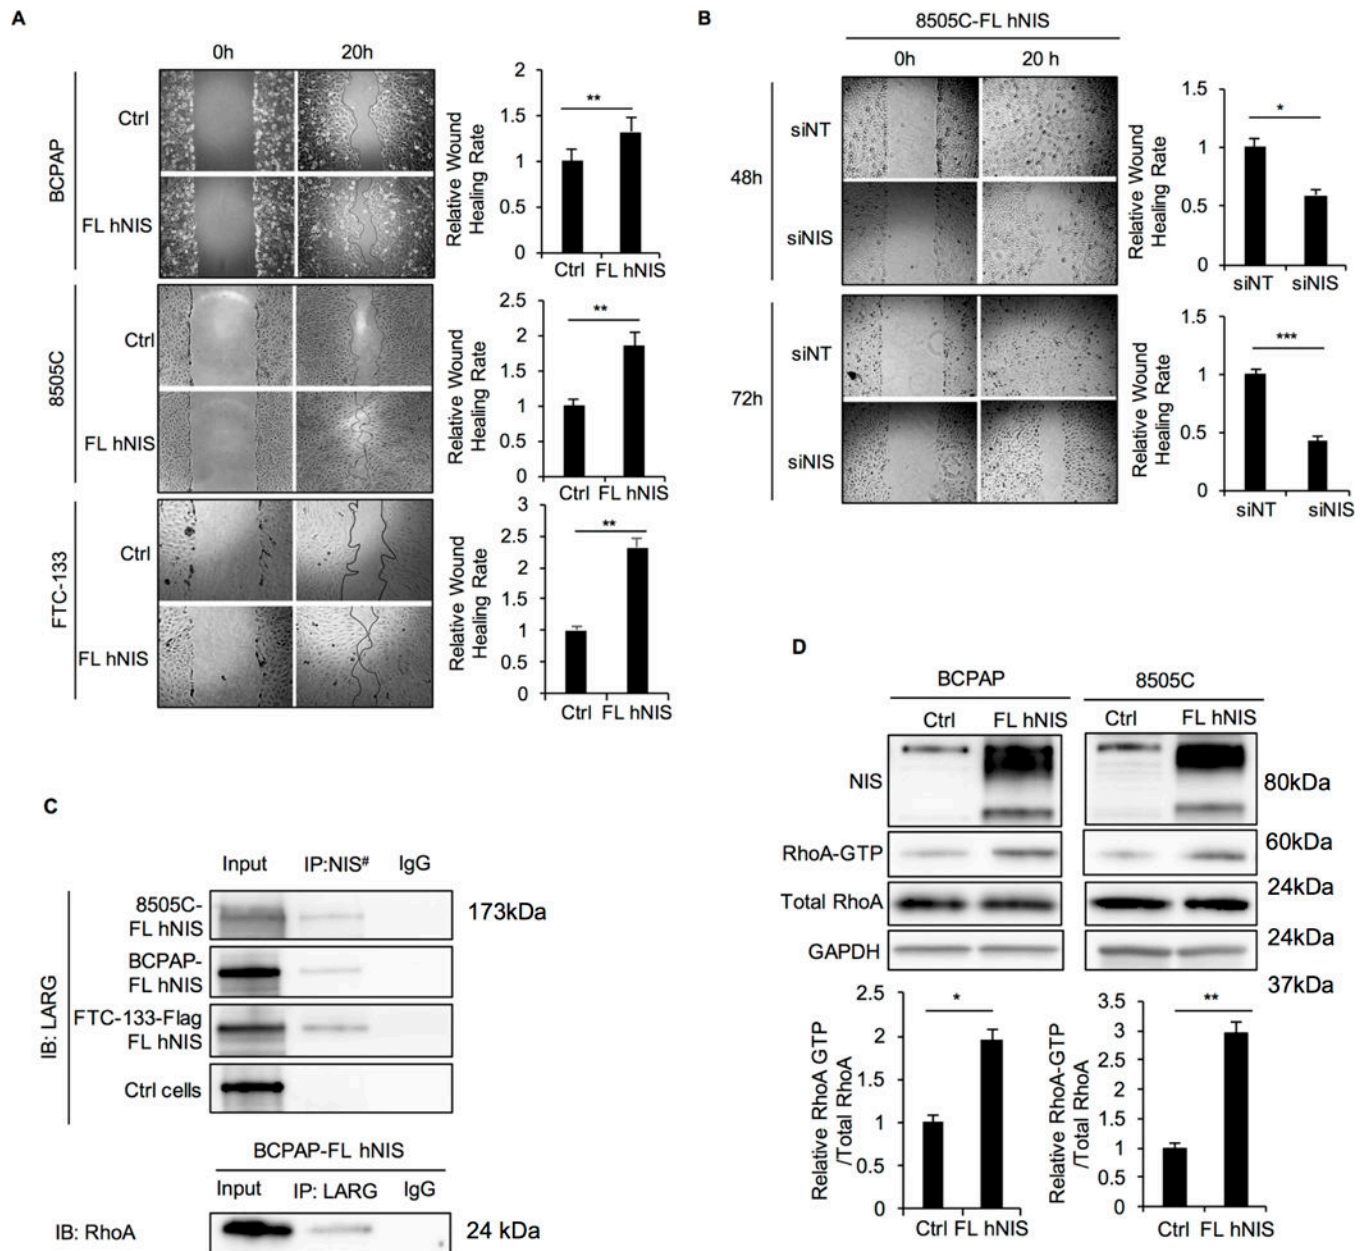 A
0h
20h
BCPAP
Ctrl
FL hNIS
Relative Wound
Healing Rate
2
1.5
1
0.5
0
**
Ctrl FL hNIS
8505C
Ctrl
FL hNIS
Relative Wound
Healing Rate
2.5
2
1.5
1
0.5
0
**
Ctrl FL hNIS
FTC-133
Ctrl
FL hNIS
Relative Wound
Healing Rate
3
2.5
2
1.5
1
0.5
0
**
Ctrl FL hNIS
B
8505C-FL hNIS
0h
20 h
48h
siNT
siNIS
Relative Wound
Healing Rate
1.5
1
0.5
0
*
siNT siNIS
72h
siNT
siNIS
Relative Wound
Healing Rate
1.5
1
0.5
0
***
siNT siNIS
C
Input IP:NIS# IgG
IB: LARG
8505C-
FL hNIS
173kDa
BCPAP-
FL hNIS
FTC-133-Flag
FL hNIS
Ctrl cells
BCPAP-FL hNIS
Input IP: LARG IgG
IB: RhoA
24 kDa
D
BCPAP
8505C
Ctrl FL hNIS
Ctrl FL hNIS
NIS
80kDa
60kDa
RhoA-GTP
24kDa
Total RhoA
24kDa
GAPDH
37kDa
Relative RhoA GTP
/Total RhoA
2.5
2
1.5
1
0.5
0
*
Ctrl FL hNIS
Relative RhoA-GTP
/Total RhoA
3.5
3
2.5
2
1.5
1
0.5
0
**
Ctrl FL hNIS